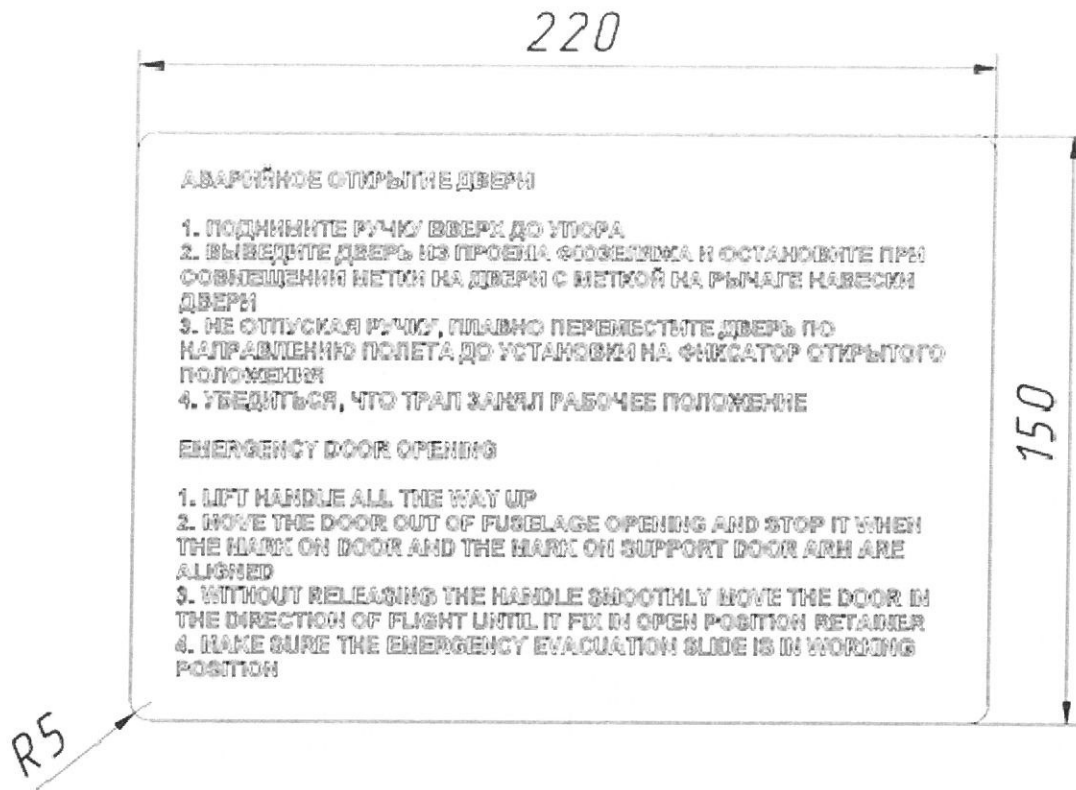 220
АВАРИЙНОЕ ОТКРЫТИЕ ДВЕРИ
1. ПОДНИМИТЕ РУЧКУ ВВЕРХ ДО УПОРА
2. ВЫВЕДИТЕ ДВЕРЬ ИЗ ПРОЕМА ФЮЗЕЛЯЖА И ОСТАНОВИТЕ ПРИ
СОВМЕЩЕНИИ МЕТКИ НА ДВЕРИ С МЕТКОЙ НА РЫЧАГЕ НАВЕСКИ
ДВЕРИ
3. НЕ ОТПУСКАЯ РУЧКУ, ПЛАВНО ПЕРЕМЕСТИТЕ ДВЕРЬ ПО
НАПРАВЛЕНИЮ ПОЛЕТА ДО УСТАНОВКИ НА ФИКСАТОР ОТКРЫТОГО
ПОЛОЖЕНИЯ
4. УБЕДИТЬСЯ, ЧТО ТРАП ЗАНЯЛ РАБОЧЕЕ ПОЛОЖЕНИЕ
EMERGENCY DOOR OPENING
1. LIFT HANDLE ALL THE WAY UP
2. MOVE THE DOOR OUT OF FUSELAGE OPENING AND STOP IT WHEN
THE MARK ON DOOR AND THE MARK ON SUPPORT DOOR ARM ARE
ALIGNED
3. WITHOUT RELEASING THE HANDLE SMOOTHLY MOVE THE DOOR IN
THE DIRECTION OF FLIGHT UNTIL IT FIX IN OPEN POSITION RETAINER
4. MAKE SURE THE EMERGENCY EVACUATION SLIDE IS IN WORKING
POSITION
150
R5